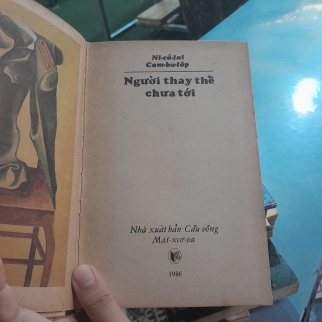 Ni-cô-lai
Cam-bu-lốp
Người thay thế
chưa tới
Nhà xuất bản Cầu vồng
Mát-xcơ-va
1986